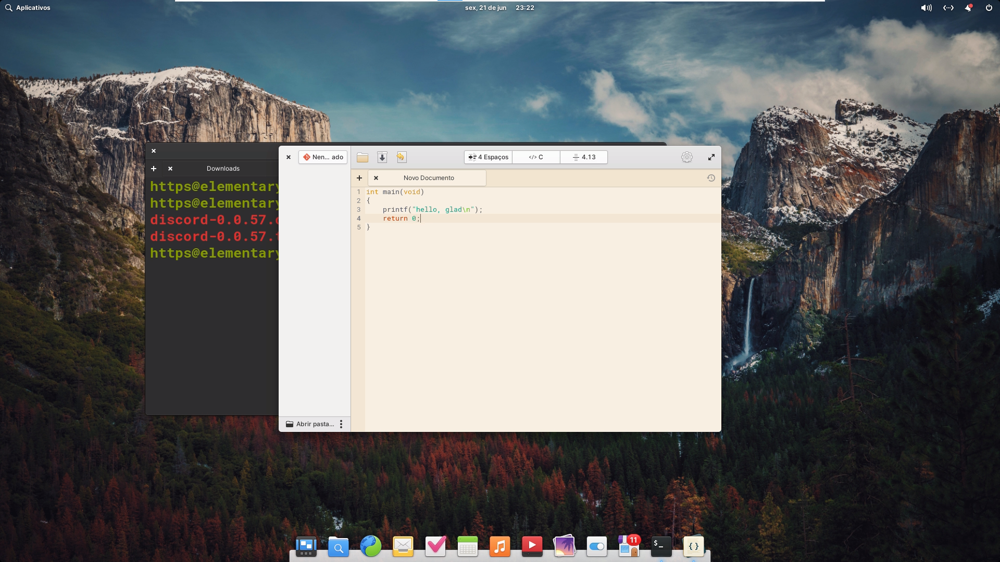 Aplicativos
sex, 21 de jun 23:22
Downloads
https@elementary
https@elementary
discord-0.0.57.
discord-0.0.57.
https@elementary
Nen... ado
4 Espaços
</> C
4.13
Novo Documento
1 int main(void)
2 {
3 printf("hello, glad\n");
4 return 0;
5 }
Abrir pasta...
11
$_
{}